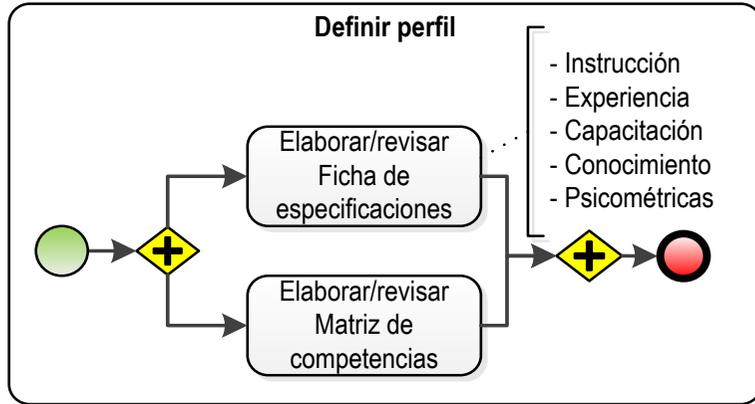 Definir perfil
- Instrucción
- Experiencia
- Capacitación
- Conocimiento
- Psicométricas
Elaborar/revisar
Ficha de
especificaciones
Elaborar/revisar
Matriz de
competencias